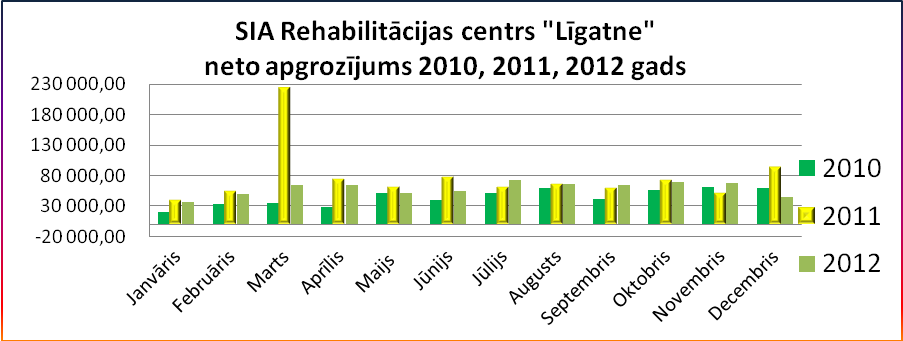 SIA Rehabilitācijas centrs "Līgatne"
neto apgrozījums 2010, 2011, 2012 gads
230 000,00
180 000,00
130 000,00
80 000,00
30 000,00
-20 000,00
Janvāris
Februāris
Marts
Aprīlis
Maijs
Jūnijs
Jūlijs
Augusts
Septembris
Oktobris
Novembris
Decembris
2010
2011
2012